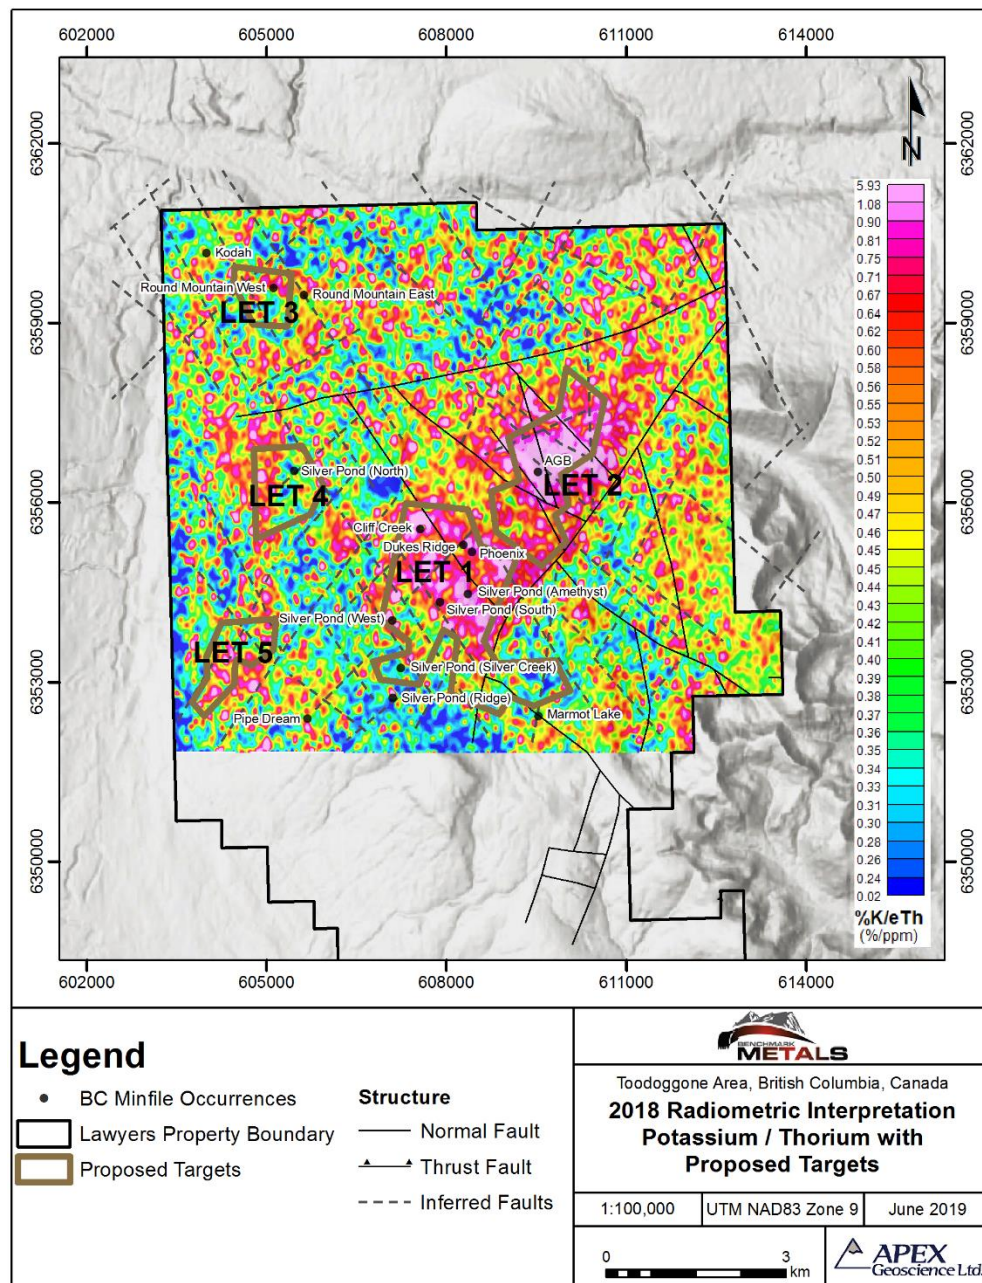 602000 605000 608000 611000 614000
6362000
6362000
N
5.93
1.08
0.90
0.81
0.75
0.71
0.67
0.64
0.62
0.60
0.58
0.56
0.55
0.53
0.52
0.51
0.50
0.49
0.47
0.46
0.45
0.45
0.44
0.43
0.42
0.41
0.40
0.39
0.38
0.37
0.36
0.35
0.34
0.33
0.31
0.30
0.28
0.26
0.24
0.02
%K/eTh
(%/ppm)
Kodah
Round Mountain West
Round Mountain East
LET 3
6359000
6359000
AGB
LET 2
Silver Pond (North)
LET 4
6356000
6356000
Cliff Creek
Dukes Ridge
Phoenix
LET 1
Silver Pond (Amethyst)
Silver Pond (South)
Silver Pond (West)
LET 5
Silver Pond (Silver Creek)
6353000
6353000
Silver Pond (Ridge)
Pipe Dream
Marmot Lake
6350000
6350000
602000 605000 608000 611000 614000
Legend
BC Minfile Occurrences
Lawyers Property Boundary
Proposed Targets
Structure
Normal Fault
Thrust Fault
Inferred Faults
BENCHMARK
METALS
Toodoggone Area, British Columbia, Canada
2018 Radiometric Interpretation
Potassium / Thorium with
Proposed Targets
1:100,000 UTM NAD83 Zone 9 June 2019
0 3
km
APEX
Geoscience Ltd.